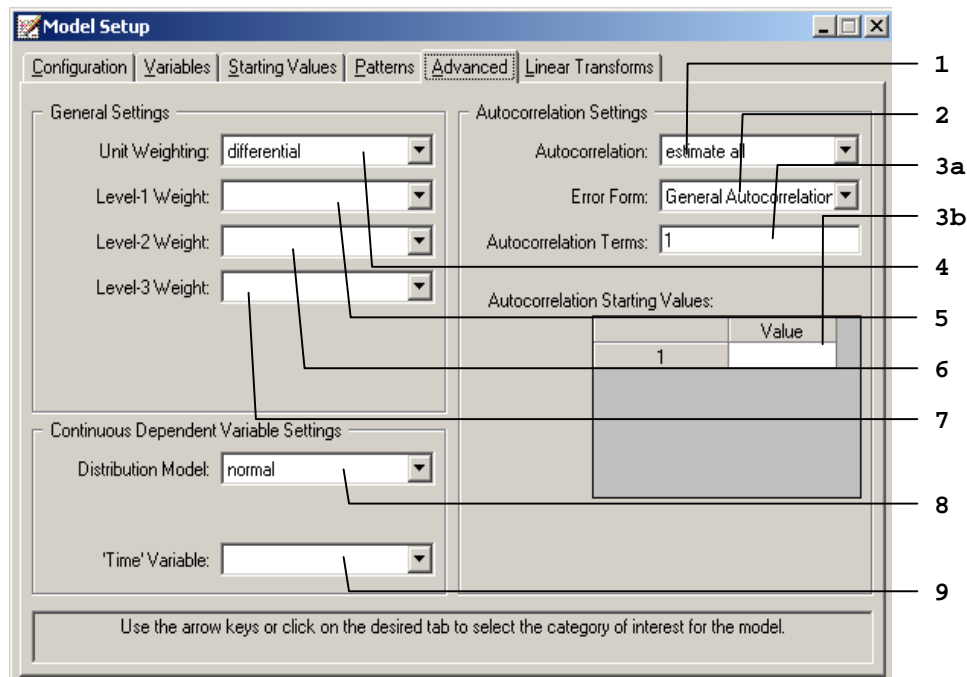 Model Setup
Configuration Variables Starting Values Patterns Advanced Linear Transforms
General Settings
Unit Weighting: differential
Level-1 Weight:
Level-2 Weight:
Level-3 Weight:
Continuous Dependent Variable Settings
Distribution Model: normal
'Time' Variable:
Autocorrelation Settings
Autocorrelation: estimate all
Error Form: General Autocorrelation
Autocorrelation Terms: 1
Autocorrelation Starting Values:
Value
1
Use the arrow keys or click on the desired tab to select the category of interest for the model.
1
2
3a
3b
4
5
6
7
8
9